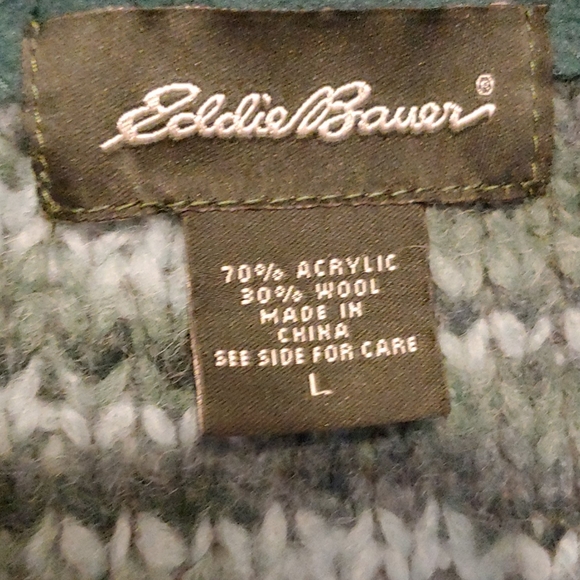 Eddie Bauer®
70% ACRYLIC
30% WOOL
MADE IN
CHINA
SEE SIDE FOR CARE
L